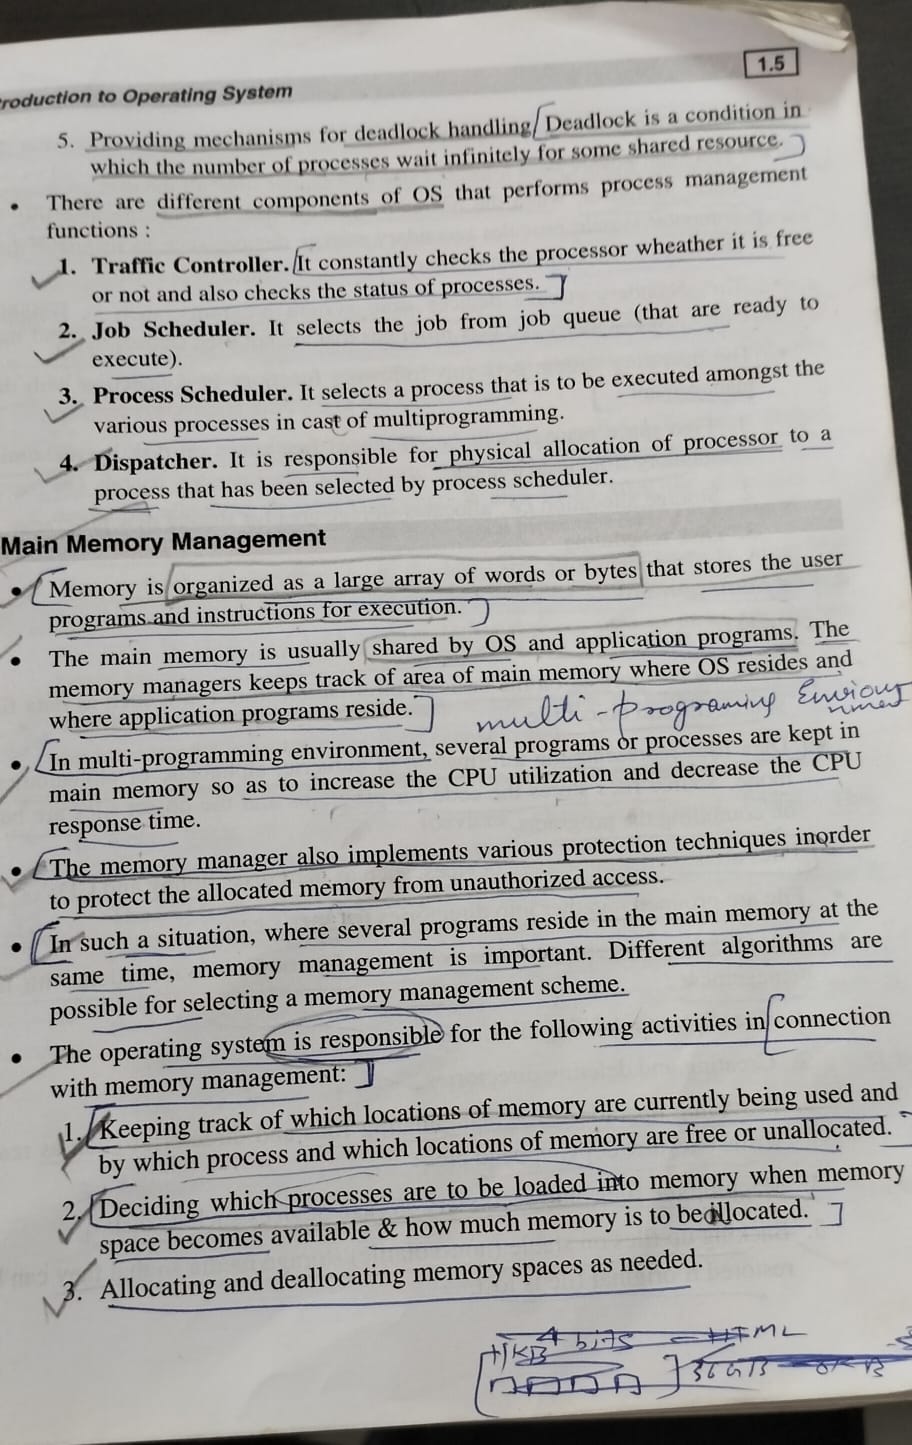 roduction to Operating System
1.5
5. Providing mechanisms for deadlock handling. Deadlock is a condition in
which the number of processes wait infinitely for some shared resource.
• There are different components of OS that performs process management
functions :
1. Traffic Controller. It constantly checks the processor wheather it is free
or not and also checks the status of processes.
2. Job Scheduler. It selects the job from job queue (that are ready to
execute).
3. Process Scheduler. It selects a process that is to be executed amongst the
various processes in cast of multiprogramming.
4. Dispatcher. It is responsible for physical allocation of processor to a
process that has been selected by process scheduler.
Main Memory Management
• Memory is organized as a large array of words or bytes that stores the user
programs and instructions for execution.
• The main memory is usually shared by OS and application programs. The
memory managers keeps track of area of main memory where OS resides and
where application programs reside.
multi-programing
• In multi-programming environment, several programs or processes are kept in
main memory so as to increase the CPU utilization and decrease the CPU
response time.
• The memory manager also implements various protection techniques inorder
to protect the allocated memory from unauthorized access.
• In such a situation, where several programs reside in the main memory at the
same time, memory management is important. Different algorithms are
possible for selecting a memory management scheme.
• The operating system is responsible for the following activities in connection
with memory management:
1. Keeping track of which locations of memory are currently being used and
by which process and which locations of memory are free or unallocated.
2. Deciding which processes are to be loaded into memory when memory
space becomes available & how much memory is to be allocated.
3. Allocating and deallocating memory spaces as needed.
4 bits